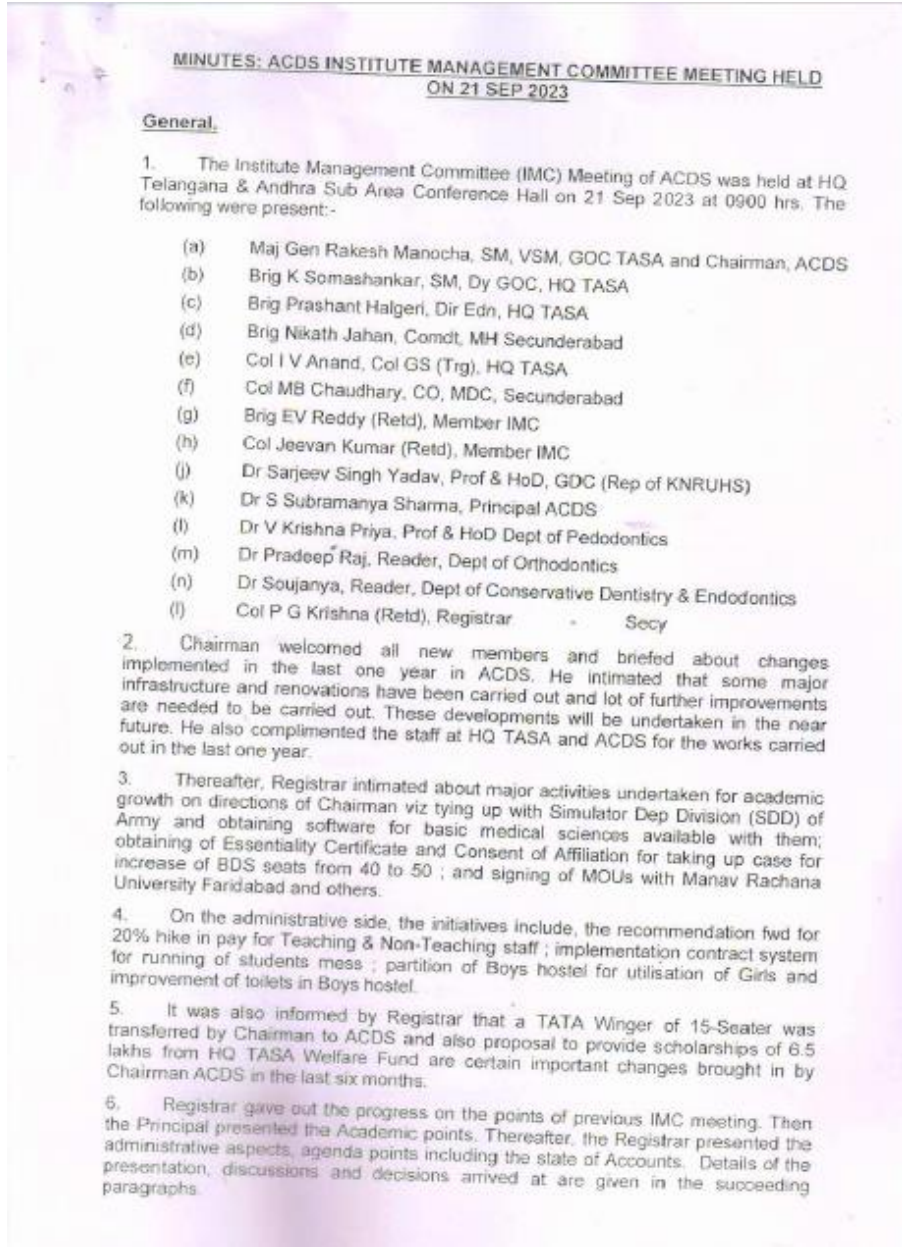 MINUTES: ACDS INSTITUTE MANAGEMENT COMMITTEE MEETING HELD
ON 21 SEP 2023
General,
1. The Institute Management Committee (IMC) Meeting of ACDS was held at HQ
Telangana & Andhra Sub Area Conference Hall on 21 Sep 2023 at 0900 hrs. The
following were present:-
(a) Maj Gen Rakesh Manocha, SM, VSM, GOC TASA and Chairman, ACDS
(b) Brig K Somashankar, SM, Dy GOC, HQ TASA
(c) Brig Prashant Halgeri, Dir Edn, HQ TASA
(d) Brig Nikath Jahan, Comdt, MH Secunderabad
(e) Col I V Anand, Col GS (Trg), HQ TASA
(f) Col MB Chaudhary, CO, MDC, Secunderabad
(g) Brig EV Reddy (Retd), Member IMC
(h) Col Jeevan Kumar (Retd), Member IMC
(j) Dr Sarjeev Singh Yadav, Prof & HoD, GDC (Rep of KNRUHS)
(k) Dr S Subramanya Sharma, Principal ACDS
(l) Dr V Krishna Priya, Prof & HoD Dept of Pedodontics
(m) Dr Pradeep Raj, Reader, Dept of Orthodontics
(n) Dr Soujanya, Reader, Dept of Conservative Dentistry & Endodontics
(l) Col P G Krishna (Retd), Registrar - Secy
2. Chairman welcomed all new members and briefed about changes
implemented in the last one year in ACDS. He intimated that some major
infrastructure and renovations have been carried out and lot of further improvements
are needed to be carried out. These developments will be undertaken in the near
future. He also complimented the staff at HQ TASA and ACDS for the works carried
out in the last one year.
3. Thereafter, Registrar intimated about major activities undertaken for academic
growth on directions of Chairman viz tying up with Simulator Dep Division (SDD) of
Army and obtaining software for basic medical sciences available with them;
obtaining of Essentiality Certificate and Consent of Affiliation for taking up case for
increase of BDS seats from 40 to 50 ; and signing of MOUs with Manav Rachana
University Faridabad and others.
4. On the administrative side, the initiatives include, the recommendation fwd for
20% hike in pay for Teaching & Non-Teaching staff ; implementation contract system
for running of students mess ; partition of Boys hostel for utilisation of Girls and
improvement of toilets in Boys hostel.
5. It was also informed by Registrar that a TATA Winger of 15-Seater was
transferred by Chairman to ACDS and also proposal to provide scholarships of 6.5
lakhs from HQ TASA Welfare Fund are certain important changes brought in by
Chairman ACDS in the last six months.
6. Registrar gave out the progress on the points of previous IMC meeting. Then
the Principal presented the Academic points. Thereafter, the Registrar presented the
administrative aspects, agenda points including the state of Accounts. Details of the
presentation, discussions and decisions arrived at are given in the succeeding
paragraphs.